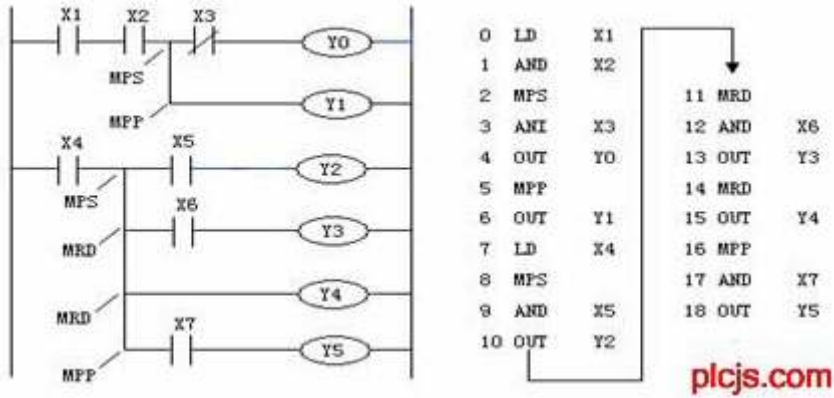 X1 X2 X3
Y0
MPS
Y1
MPP
X4 X5
Y2
MPS
X6
Y3
MRD
Y4
MRD
X7
Y5
MPP
0 LD X1
1 AND X2
2 MPS
3 ANI X3
4 OUT Y0
5 MPP
6 OUT Y1
7 LD X4
8 MPS
9 AND X5
10 OUT Y2
11 MRD
12 AND X6
13 OUT Y3
14 MRD
15 OUT Y4
16 MPP
17 AND X7
18 OUT Y5
plcjs.com